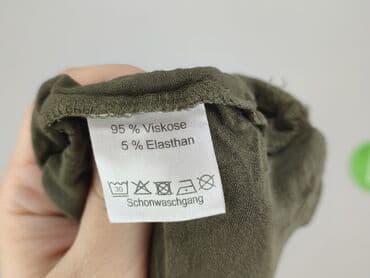 95 % Viskose
5 % Elasthan
30
Schonwaschgang